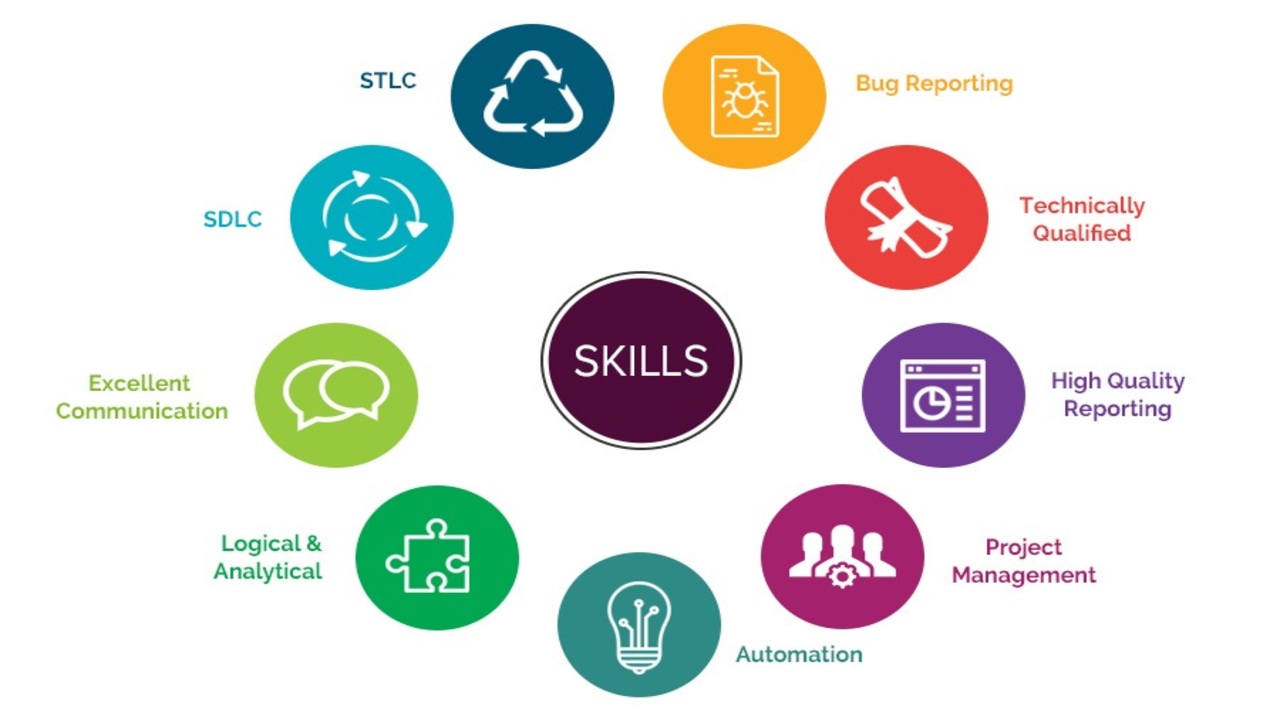 STLC
Bug Reporting
SDLC
Technically
Qualified
SKILLS
Excellent
Communication
High Quality
Reporting
Logical &
Analytical
Project
Management
Automation